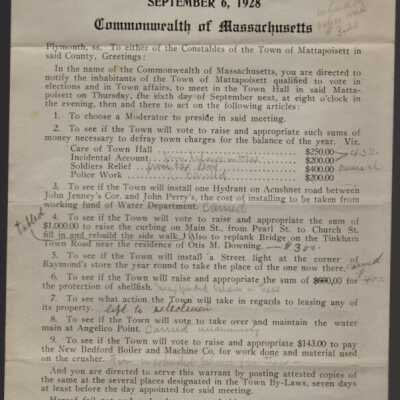 SEPTEMBER 6, 1928
Commonwealth of Massachusetts
Plymouth, ss. To either of the Constables of the Town of Mattapoisett in
said County, Greetings:
In the name of the Commonwealth of Massachusetts, you are directed
to notify the inhabitants of the Town of Mattapoisett qualified to vote in
elections and in Town affairs, to meet in the Town Hall in said Matta-
poisett on Thursday, the sixth day of September next, at eight o'clock in
the evening, then and there to act on the following articles:
1. To choose a Moderator to preside in said meeting.
2. To see if the Town will vote to raise and appropriate such sums of
money necessary to defray town charges for the balance of the year. Viz.
Care of Town Hall $250.00
Incidental Account $200.00
Soldiers Relief $400.00
Police Work $200.00
3. To see if the Town will install one Hydrant on Acushnet road between
John Jenney's Cor. and John Perry's, the cost of installing to be taken from
working fund of Water Department. Carried
Tabled
4. To see if the Town will vote to raise and appropriate the sum of
$1,000.00 to raise the curbing on Main St., from Pearl St. to Church St.
fill in and rebuild the side walk. Also to replank Bridge on the Tinkham
Town Road near the residence of Otis M. Downing. — $300
5. To see if the Town will install a Street light at the corner of
Raymond's store the year round to take the place of the one now there. Carried
6. To see if the Town will raise and appropriate the sum of $600,00 for
the protection of shellfish.
7. To see what action the Town will take in regards to leasing any of
its property. left to selectmen
8. To see if the Town will vote to take over and maintain the water
main at Angelico Point. Carried unanimously
9. To see if the Town will vote to raise and appropriate $143.00 to pay
the New Bedford Boiler and Machine Co. for work done and material used
on the crusher.
And you are directed to serve this warrant by posting attested copies of
the same at the several places designated in the Town By-Laws, seven days
at least before the day appointed for said meeting.